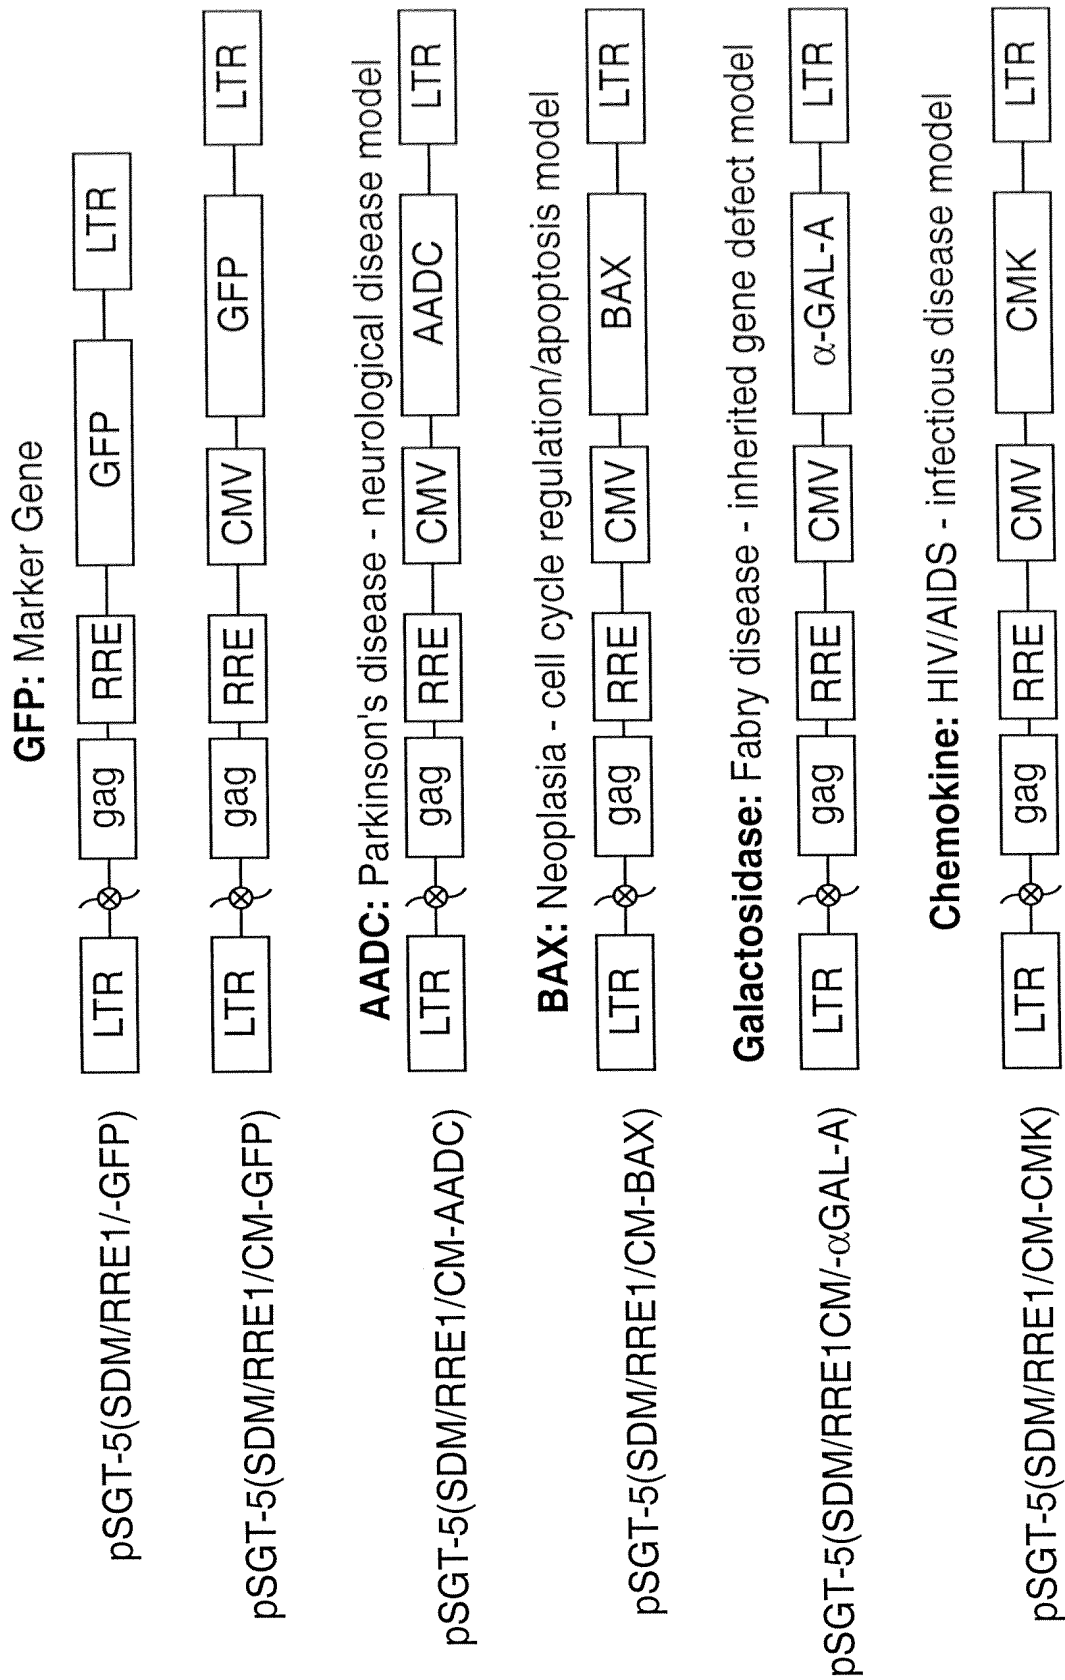 GFP: Marker Gene
pSGT-5(SDM/RRE1/-GFP) LTR gag RRE GFP LTR
pSGT-5(SDM/RRE1/CM-GFP) LTR gag RRE CMV GFP LTR
AADC: Parkinson's disease - neurological disease model
pSGT-5(SDM/RRE1/CM-AADC) LTR gag RRE CMV AADC LTR
BAX: Neoplasia - cell cycle regulation/apoptosis model
pSGT-5(SDM/RRE1/CM-BAX) LTR gag RRE CMV BAX LTR
Galactosidase: Fabry disease - inherited gene defect model
pSGT-5(SDM/RRE1CM/-αGAL-A) LTR gag RRE CMV α-GAL-A LTR
Chemokine: HIV/AIDS - infectious disease model
pSGT-5(SDM/RRE1/CM-CMK) LTR gag RRE CMV CMK LTR